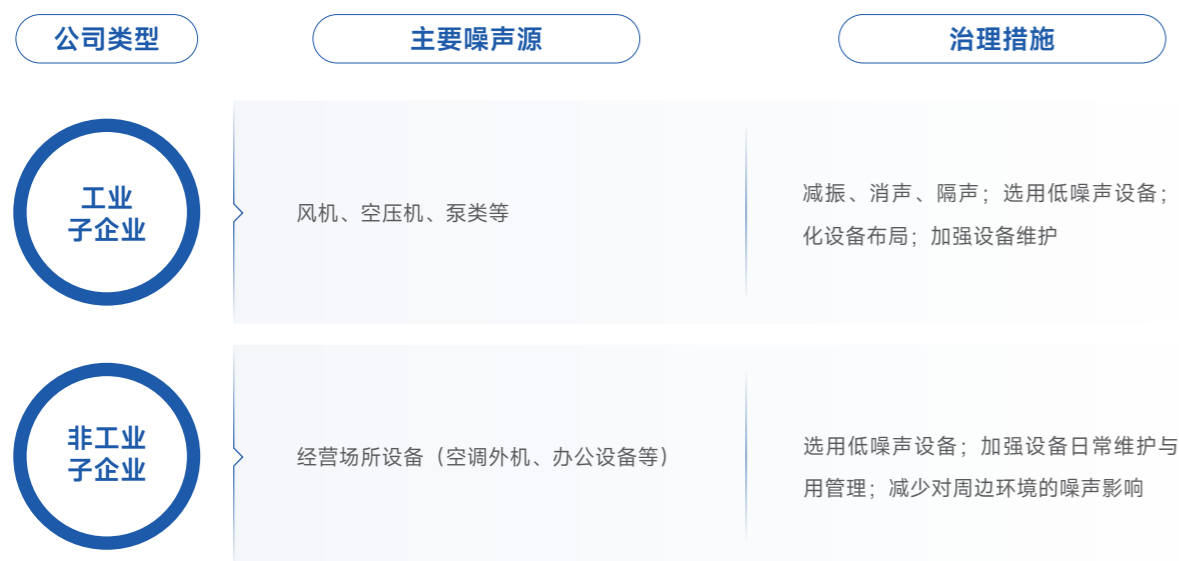 公司类型
主要噪声源
治理措施
工业
子企业
风机、空压机、泵类等
减振、消声、隔声；选用低噪声设备；
化设备布局；加强设备维护
非工业
子企业
经营场所设备（空调外机、办公设备等）
选用低噪声设备；加强设备日常维护与
用管理；减少对周边环境的噪声影响